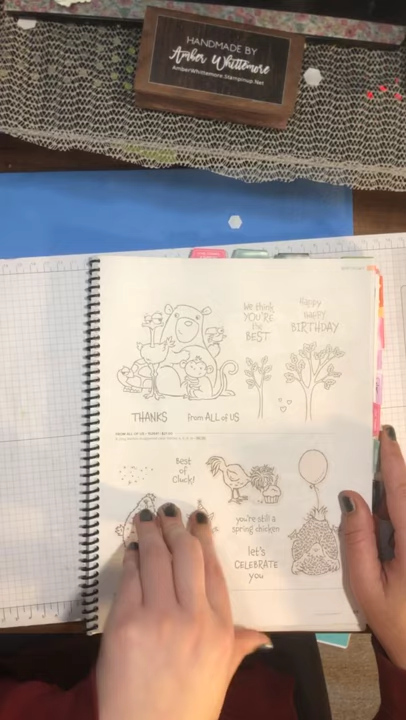 HANDMADE BY
Amber Whittemore
AmberWhittemore.Stampinup.Net
We think
YOU'RE
the
BEST
Happy
HAPPY
BIRTHDAY
THANKS
from ALL of US
Best
of
Cluck!
you're still a
spring chicken
let's
CELEBRATE
you